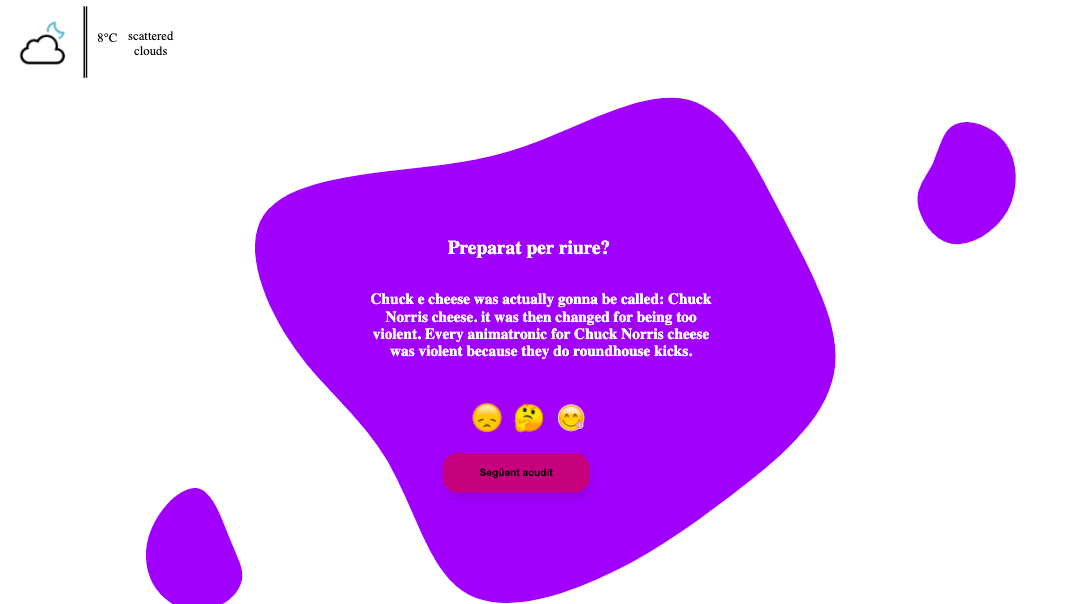 8°C
scattered
clouds
Preparat per riure?
Chuck e cheese was actually gonna be called: Chuck
Norris cheese. it was then changed for being too
violent. Every animatronic for Chuck Norris cheese
was violent because they do roundhouse kicks.
Següent acudit